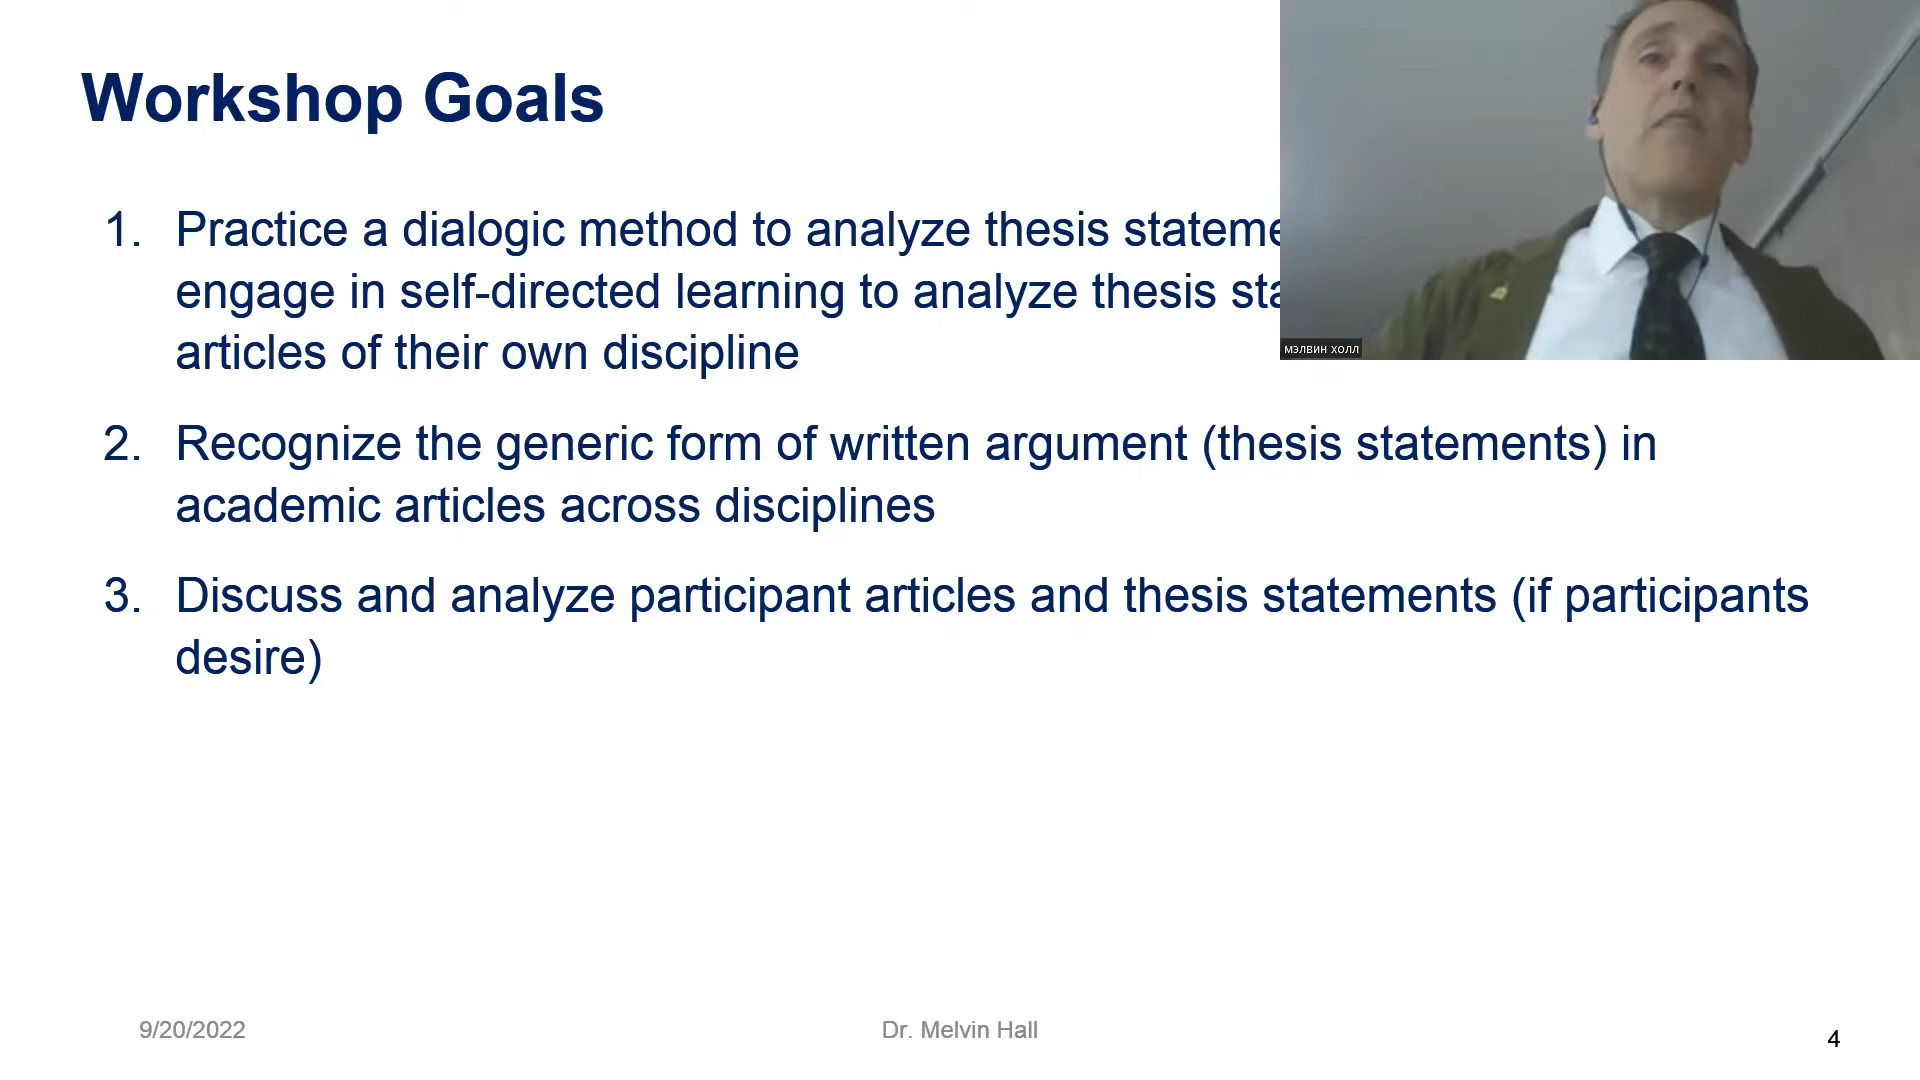 Workshop Goals
1. Practice a dialogic method to analyze thesis
engage in self-directed learning to analyze thesis
articles of their own discipline
2. Recognize the generic form of written argument (thesis statements) in
academic articles across disciplines
3. Discuss and analyze participant articles and thesis statements (if participants
desire)
мэлвин холл
9/20/2022
Dr. Melvin Hall
4